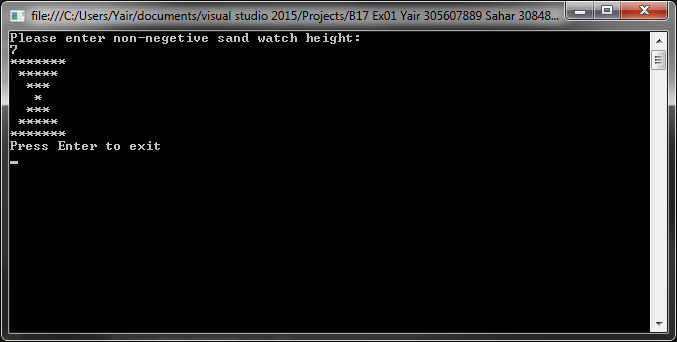 file:///C:/Users/Yair/documents/visual studio 2015/Projects/B17 Ex01 Yair 305607889 Sahar 30848...
Please enter non-negetive sand watch height:
7
*******
 *****
  ***
   *
  ***
 *****
*******
Press Enter to exit